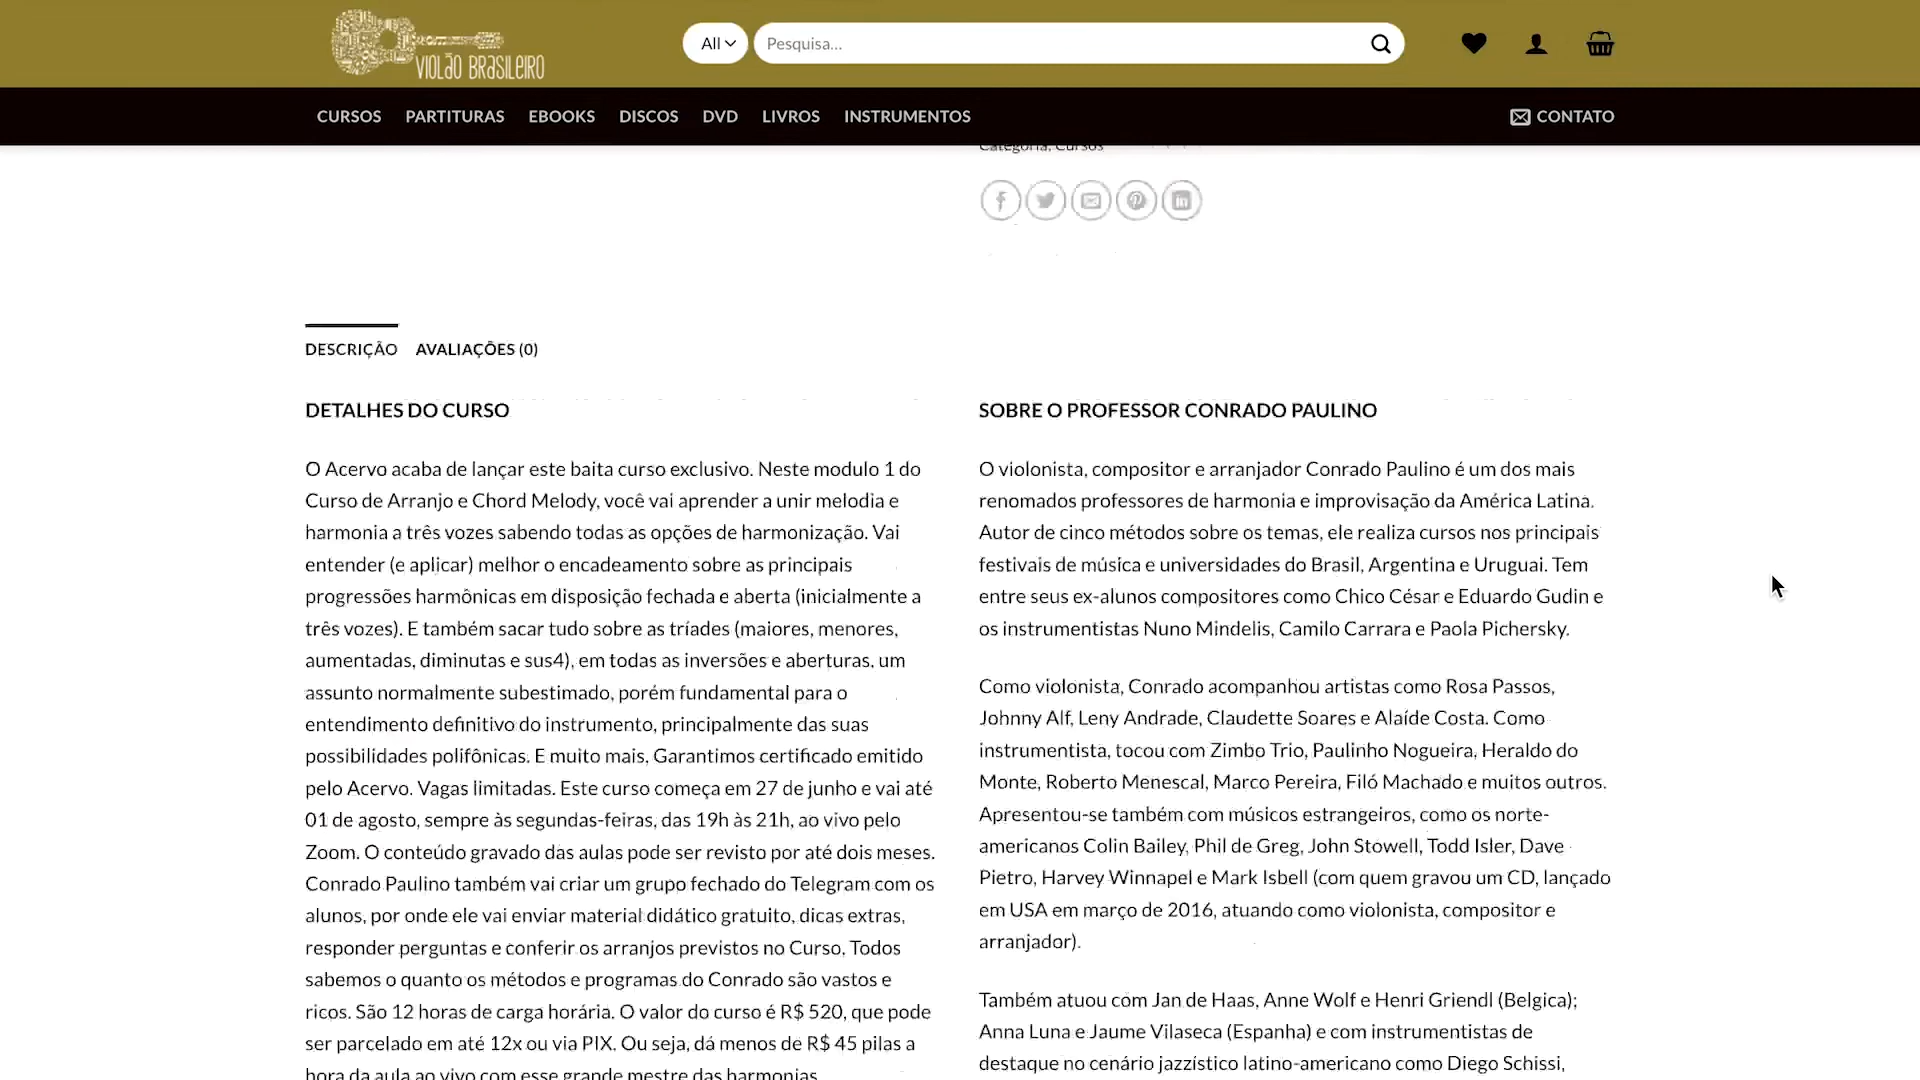 VIOLÃO BRASILEIRO
All
Pesquisa...
CURSOS PARTITURAS EBOOKS DISCOS DVD LIVROS INSTRUMENTOS
CONTATO
Categoria: Cursos
DESCRIÇÃO AVALIAÇÕES (0)
DETALHES DO CURSO
O Acervo acaba de lançar este baita curso exclusivo. Neste modulo 1 do
Curso de Arranjo e Chord Melody, você vai aprender a unir melodia e
harmonia a três vozes sabendo todas as opções de harmonização. Vai
entender (e aplicar) melhor o encadeamento sobre as principais
progressões harmônicas em disposição fechada e aberta (inicialmente a
três vozes). E também sacar tudo sobre as tríades (maiores, menores,
aumentadas, diminutas e sus4), em todas as inversões e aberturas. um
assunto normalmente subestimado, porém fundamental para o
entendimento definitivo do instrumento, principalmente das suas
possibilidades polifônicas. E muito mais. Garantimos certificado emitido
pelo Acervo. Vagas limitadas. Este curso começa em 27 de junho e vai até
01 de agosto, sempre às segundas-feiras, das 19h às 21h, ao vivo pelo
Zoom. O conteúdo gravado das aulas pode ser revisto por até dois meses.
Conrado Paulino também vai criar um grupo fechado do Telegram com os
alunos, por onde ele vai enviar material didático gratuito, dicas extras,
responder perguntas e conferir os arranjos previstos no Curso. Todos
sabemos o quanto os métodos e programas do Conrado são vastos e
ricos. São 12 horas de carga horária. O valor do curso é R$ 520, que pode
ser parcelado em até 12x ou via PIX. Ou seja, dá menos de R$ 45 pilas a
hora da aula ao vivo com esse grande mestre das harmonias
SOBRE O PROFESSOR CONRADO PAULINO
O violonista, compositor e arranjador Conrado Paulino é um dos mais
renomados professores de harmonia e improvisação da América Latina.
Autor de cinco métodos sobre os temas, ele realiza cursos nos principais
festivais de música e universidades do Brasil, Argentina e Uruguai. Tem
entre seus ex-alunos compositores como Chico César e Eduardo Gudin e
os instrumentistas Nuno Mindelis, Camilo Carrara e Paola Pichersky.
Como violonista, Conrado acompanhou artistas como Rosa Passos,
Johnny Alf, Leny Andrade, Claudette Soares e Alaíde Costa. Como
instrumentista, tocou com Zimbo Trio, Paulinho Nogueira, Heraldo do
Monte, Roberto Menescal, Marco Pereira, Filó Machado e muitos outros.
Apresentou-se também com músicos estrangeiros, como os norte-
americanos Colin Bailey, Phil de Greg, John Stowell, Todd Isler, Dave
Pietro, Harvey Winnapel e Mark Isbell (com quem gravou um CD, lançado
em USA em março de 2016, atuando como violonista, compositor e
arranjador).
Também atuou com Jan de Haas, Anne Wolf e Henri Griendl (Belgica);
Anna Luna e Jaume Vilaseca (Espanha) e com instrumentistas de
destaque no cenário jazzístico latino-americano como Diego Schissi,